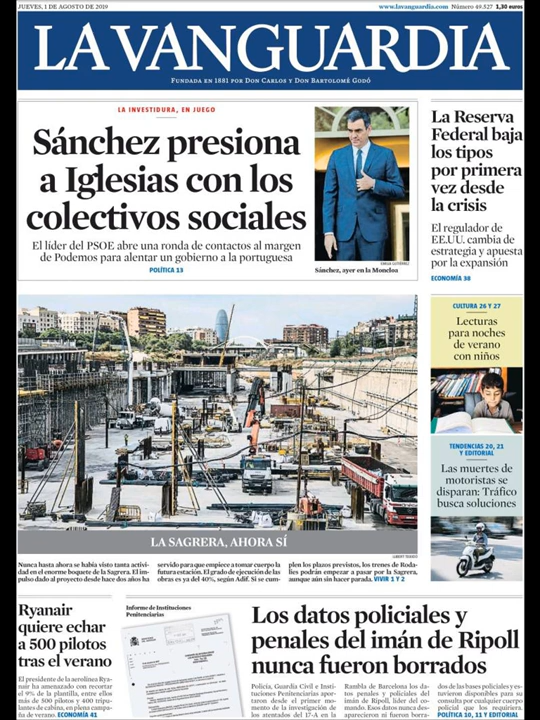 JUEVES, 1 DE AGOSTO DE 2019
www.lavanguardia.com Número 49.527 1,30 euros
LA VANGUARDIA
FUNDADA EN 1881 POR DON CARLOS Y DON BARTOLOMÉ GODÓ
LA INVESTIDURA, EN JUEGO
Sánchez presiona
a Iglesias con los
colectivos sociales
El líder del PSOE abre una ronda de contactos al margen
de Podemos para alentar un gobierno a la portuguesa
POLÍTICA 13
Sánchez, ayer en la Moncloa
La Reserva
Federal baja
los tipos
por primera
vez desde
la crisis
El regulador de
EE.UU. cambia de
estrategia y apuesta
por la expansión
ECONOMÍA 38
LA SAGRERA, AHORA SÍ
Nunca hasta ahora se había visto tanta activi-
dad en el enorme boquete de la Sagrera. El im-
pulso dado al proyecto desde hace dos años ha
servido para que empiece a tomar cuerpo la
futura estación. El grado de ejecución de las
obras es ya del 40%, según Adif. Si se cum-
plen los plazos previstos, los trenes de Roda-
lies podrán empezar a pasar por la Sagrera,
aunque aún sin hacer parada. VIVIR 1 Y 2
CULTURA 26 Y 27
Lecturas
para noches
de verano
con niños
TENDENCIAS 20, 21
Y EDITORIAL
Las muertes de
motoristas se
disparan: Tráfico
busca soluciones
Ryanair
quiere echar
a 500 pilotos
tras el verano
El presidente de la aerolínea Rya-
nair ha amenazado con recortar
el 9% de la plantilla, entre ellos
más de 500 pilotos y 400 tripu-
lantes de cabina, en plena campa-
ña de verano. ECONOMÍA 41
Informe de Instituciones
Penitenciarias
Los datos policiales y
penales del imán de Ripoll
nunca fueron borrados
Policía, Guardia Civil e Insti-
tuciones Penitenciarias apor-
taron desde el primer mo-
mento de la investigación de
los atentados del 17-A en la
Rambla de Barcelona los da-
tos policiales y penales del
imán de Ripoll, líder del co-
mando. Esos datos nunca des-
aparecieron ni fueron borra-
dos de las bases policiales y es-
tuvieron disponibles para su
consulta por cualquier cuerpo
policial que los requiriera.
POLÍTICA 10, 11 Y EDITORIAL